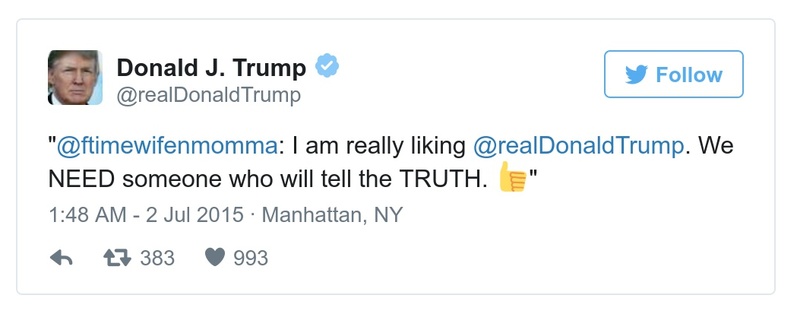 Donald J. Trump
Follow
@realDonaldTrump
"@ftimewifenmomma: I am really liking @realDonaldTrump. We
NEED someone who will tell the TRUTH. 👍"
1:48 AM - 2 Jul 2015 · Manhattan, NY
383 993